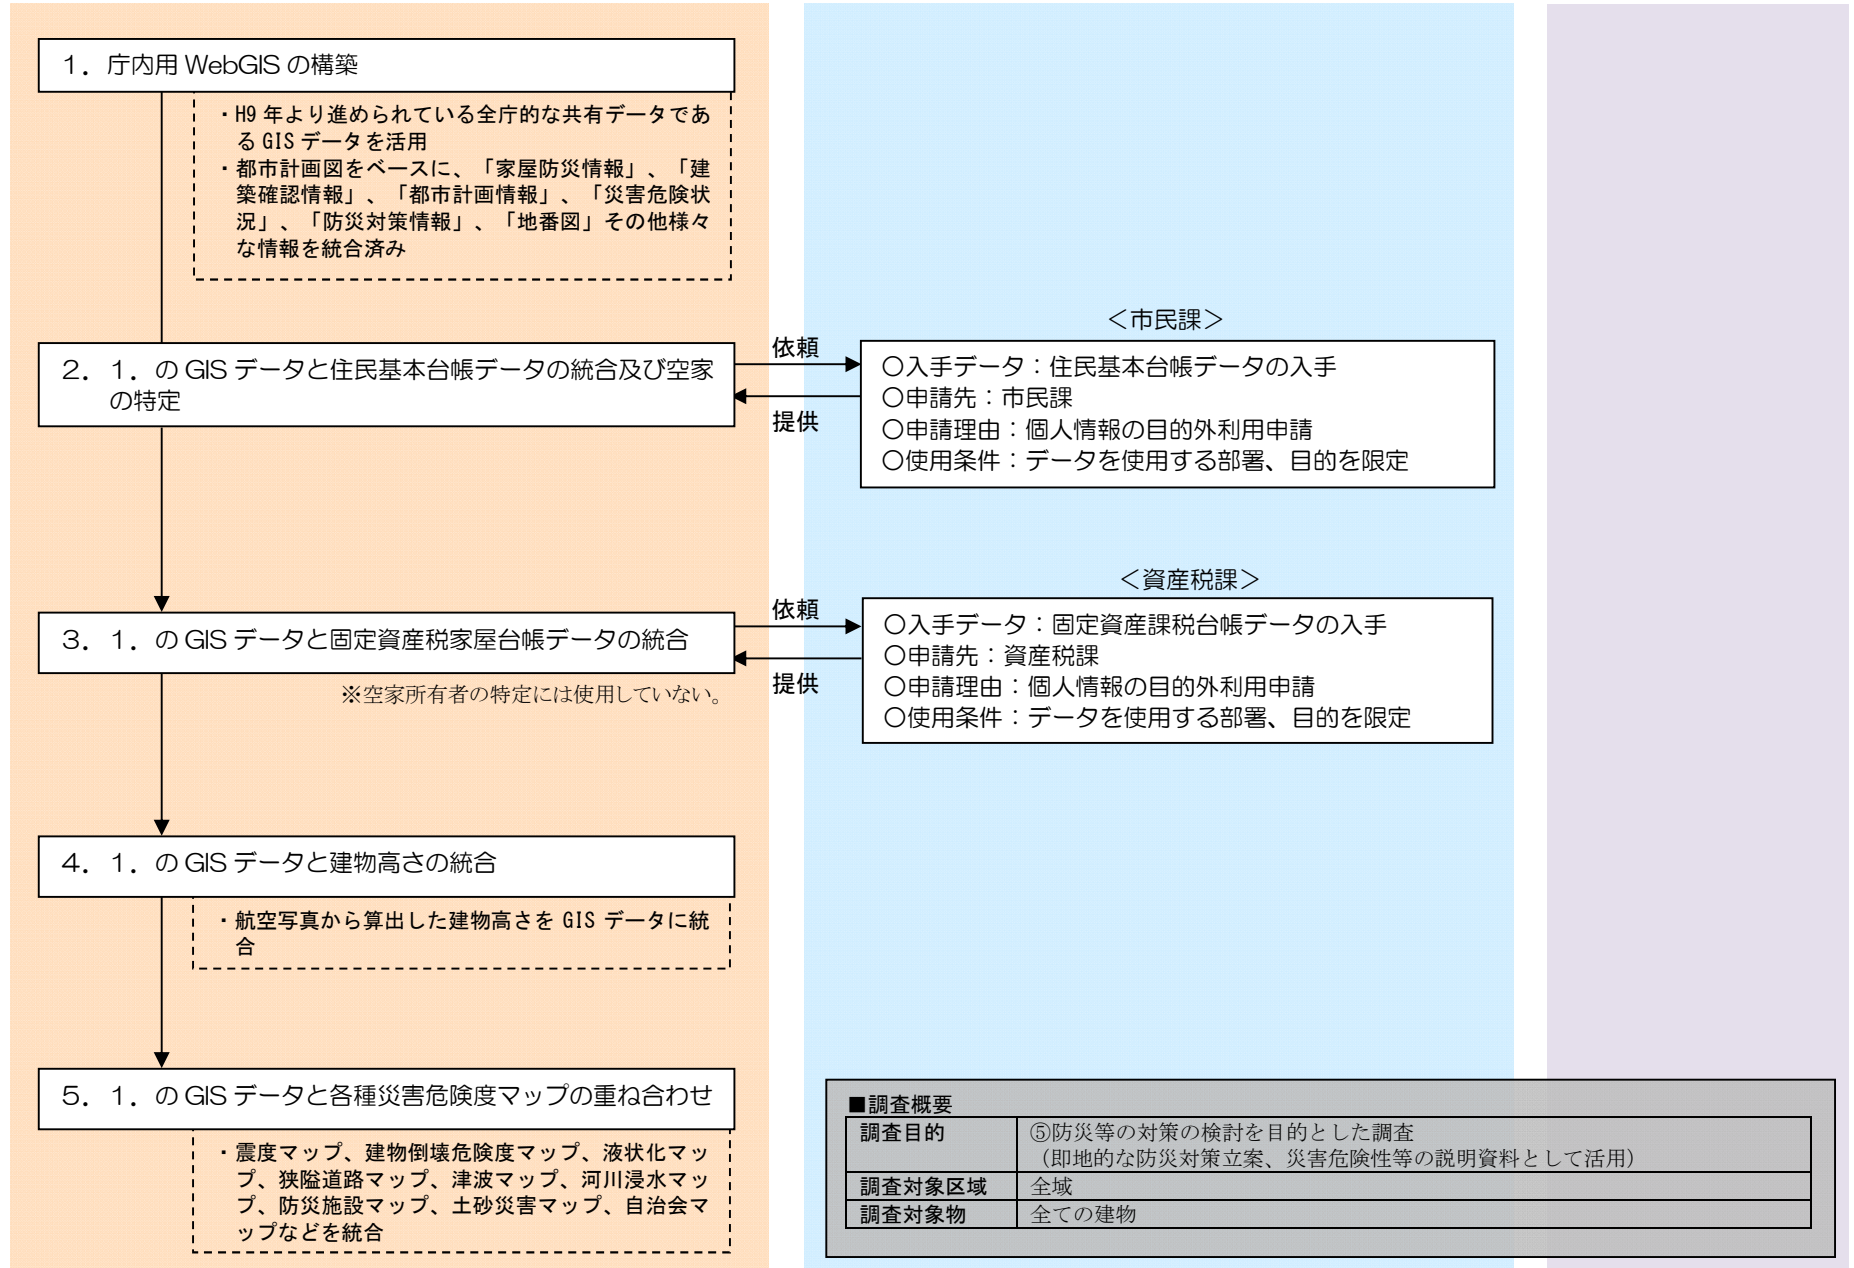 1．庁内用 WebGIS の構築
・H9 年より進められている全庁的な共有データであ
る GIS データを活用
・都市計画図をベースに、「家屋防災情報」、「建
築確認情報」、「都市計画情報」、「災害危険状
況」、「防災対策情報」、「地番図」その他様々
な情報を統合済み
2．1．の GIS データと住民基本台帳データの統合及び空家
の特定
依頼
提供
＜市民課＞
○入手データ：住民基本台帳データの入手
○申請先：市民課
○申請理由：個人情報の目的外利用申請
○使用条件：データを使用する部署、目的を限定
3．1．の GIS データと固定資産税家屋台帳データの統合
※空家所有者の特定には使用していない。
依頼
提供
＜資産税課＞
○入手データ：固定資産課税台帳データの入手
○申請先：資産税課
○申請理由：個人情報の目的外利用申請
○使用条件：データを使用する部署、目的を限定
4．1．の GIS データと建物高さの統合
・航空写真から算出した建物高さを GIS データに統
合
5．1．の GIS データと各種災害危険度マップの重ね合わせ
・震度マップ、建物倒壊危険度マップ、液状化マッ
プ、狭隘道路マップ、津波マップ、河川浸水マッ
プ、防災施設マップ、土砂災害マップ、自治会マ
ップなどを統合
■調査概要
調査目的 ⑤防災等の対策の検討を目的とした調査
（即地的な防災対策立案、災害危険性等の説明資料として活用）
調査対象区域 全域
調査対象物 全ての建物